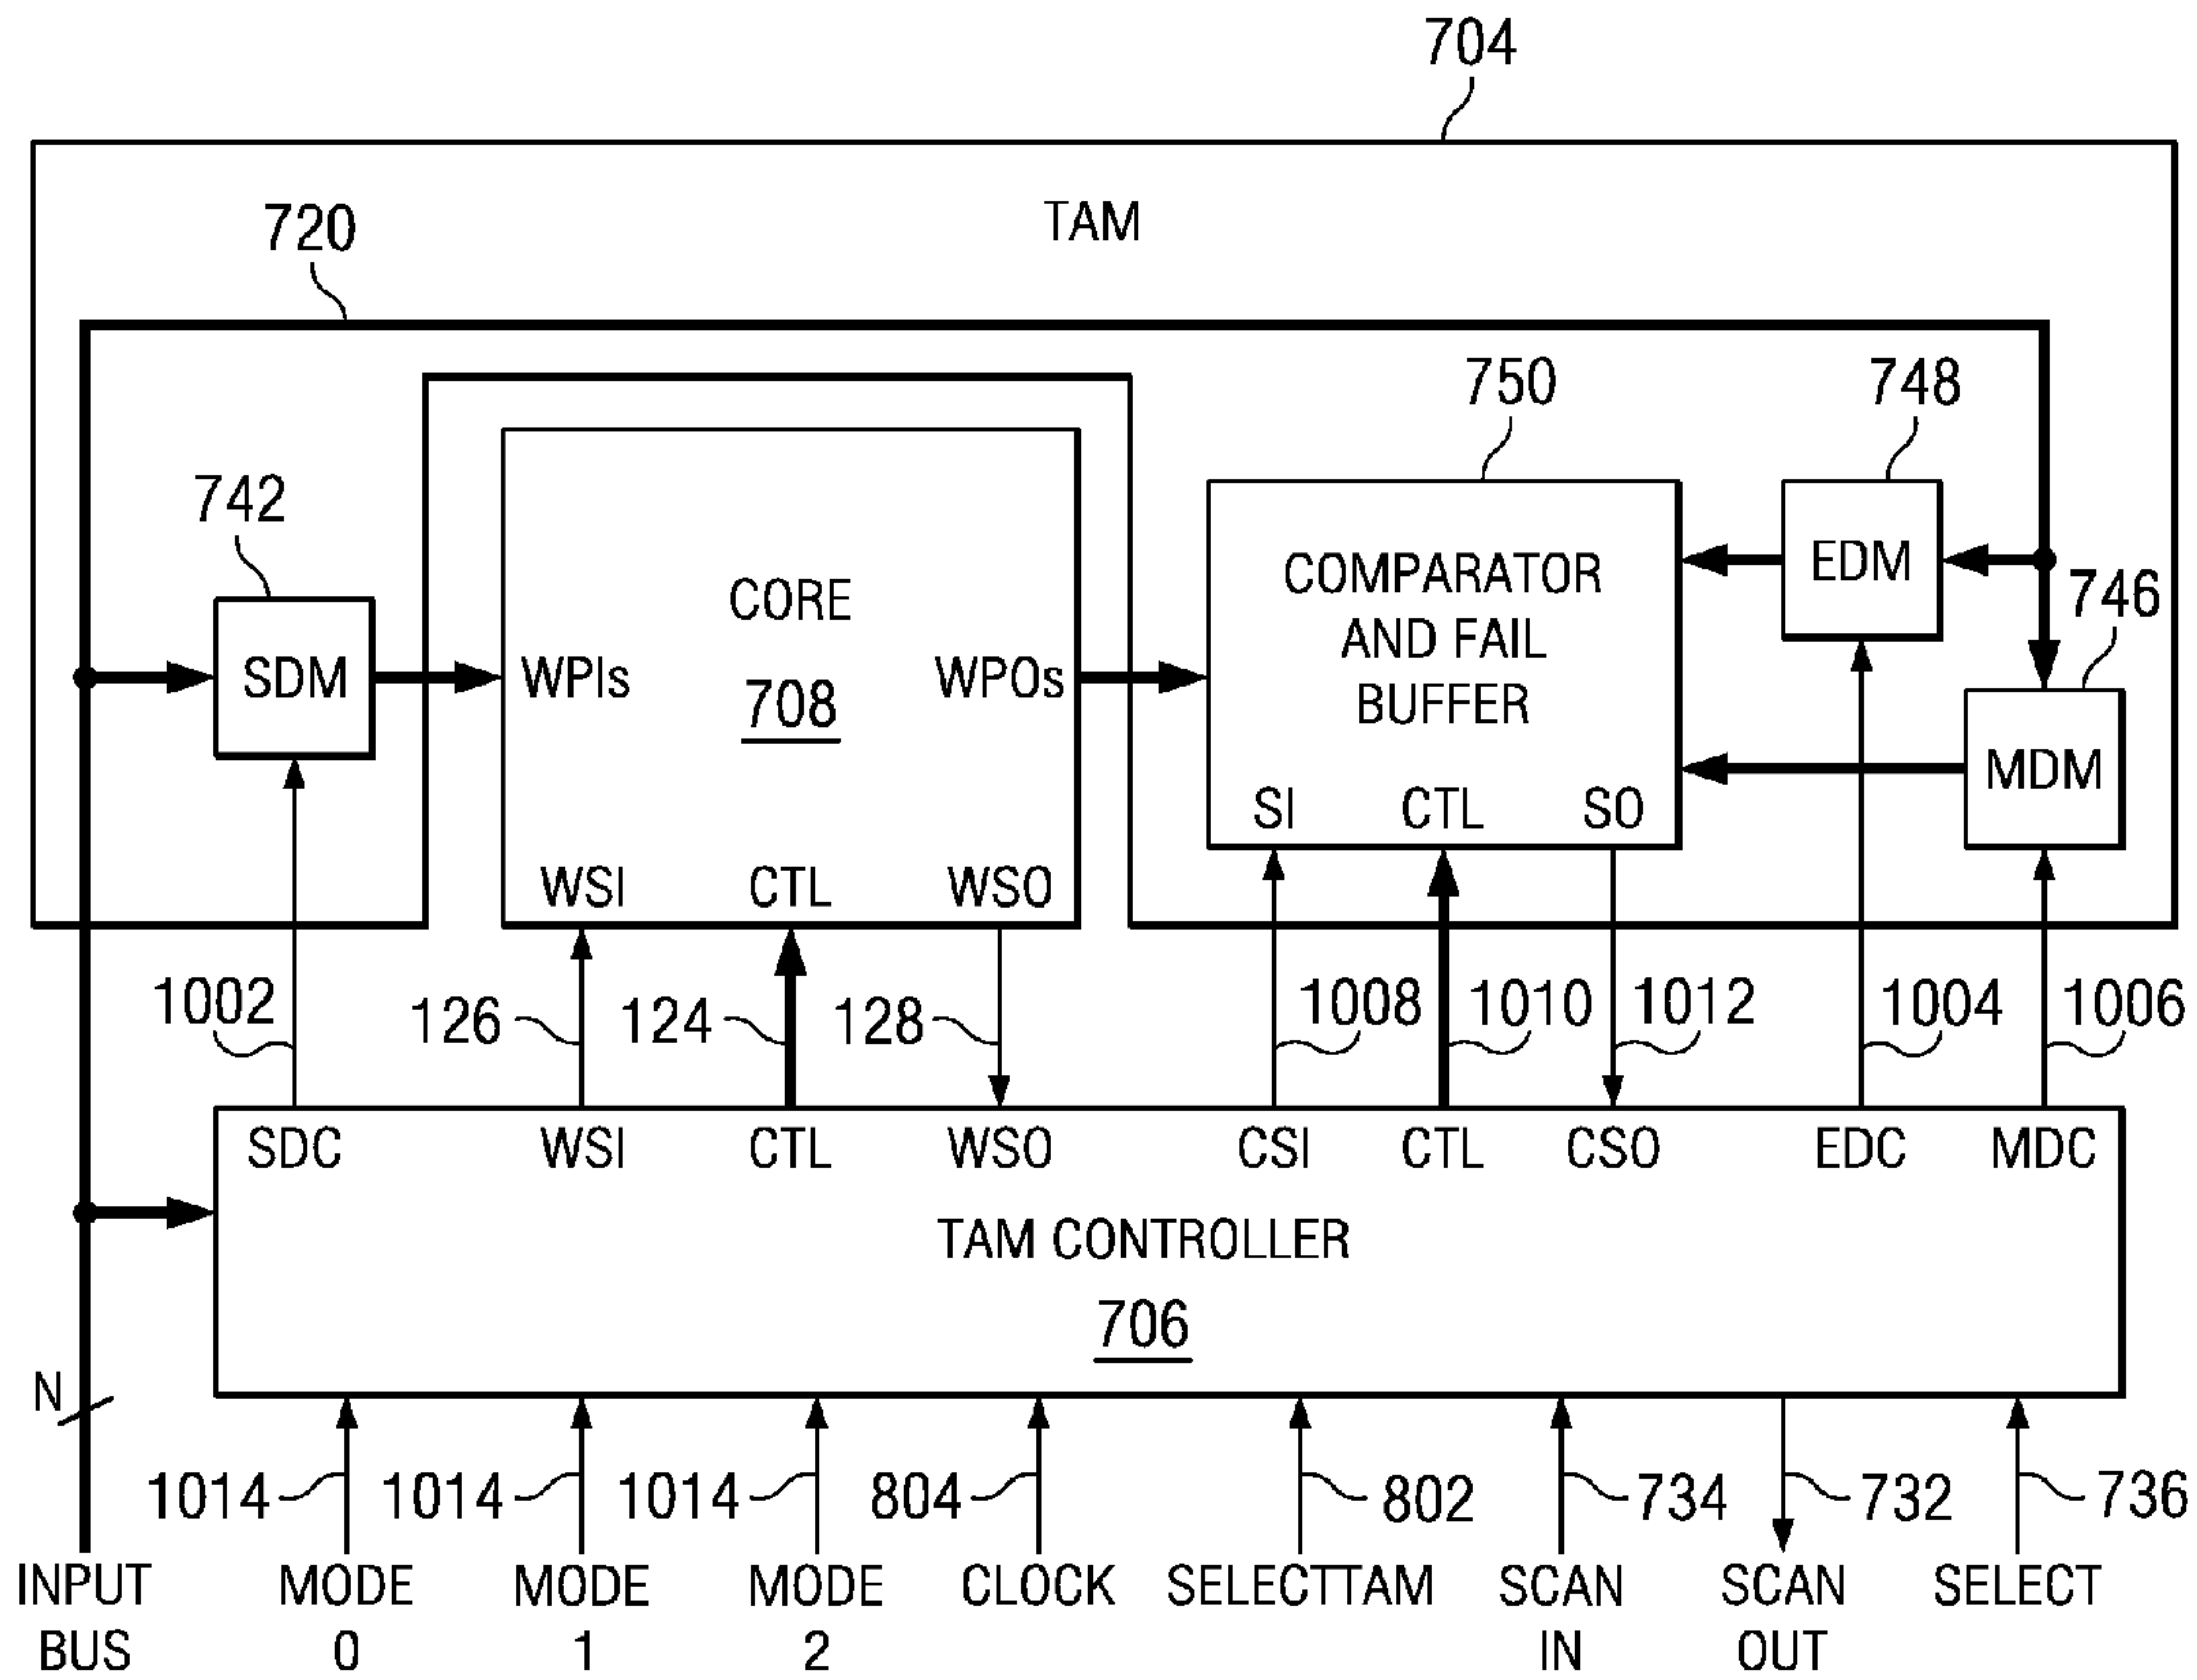 704
TAM
720
750
748
742
746
CORE
708
WPIs
WPOs
WSI
CTL
WSO
COMPARATOR
AND FAIL
BUFFER
SI
CTL
SO
EDM
MDM
SDM
1002
126
124
128
1008
1010
1012
1004
1006
SDC
WSI
CTL
WSO
CSI
CTL
CSO
EDC
MDC
TAM CONTROLLER
706
N
1014
1014
1014
804
802
734
732
736
INPUT
BUS
MODE
0
MODE
1
MODE
2
CLOCK
SELECTTAM
SCAN
IN
SCAN
OUT
SELECT